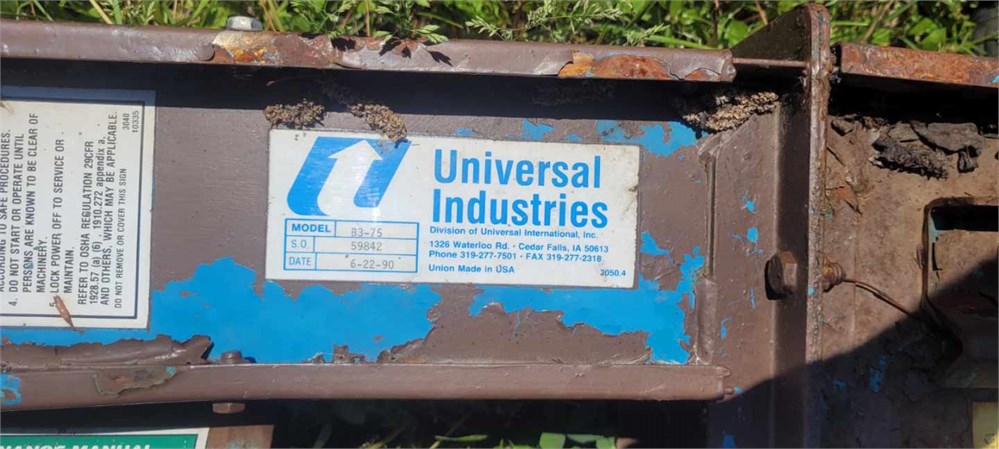 ACCORDING TO SAFE PROCEDURES.
4. DO NOT START OR OPERATE UNTIL
PERSONS ARE KNOWN TO BE CLEAR OF
MACHINERY.
5. LOCK POWER OFF TO SERVICE OR
MAINTAIN.
REFER TO OSHA REGULATION 29CFR
1928.57 (a) (6), 1910.272 appendix a,
AND OTHERS, WHICH MAY BE APPLICABLE.
DO NOT REMOVE OR COVER THIS SIGN
3040
10335
Universal
Industries
Division of Universal International, Inc.
1326 Waterloo Rd. · Cedar Falls, IA 50613
Phone 319-277-7501 · FAX 319-277-2318
Union Made in USA
2050.4
MODEL B3-75
S.O. 59842
DATE 6-22-90
MANUAL